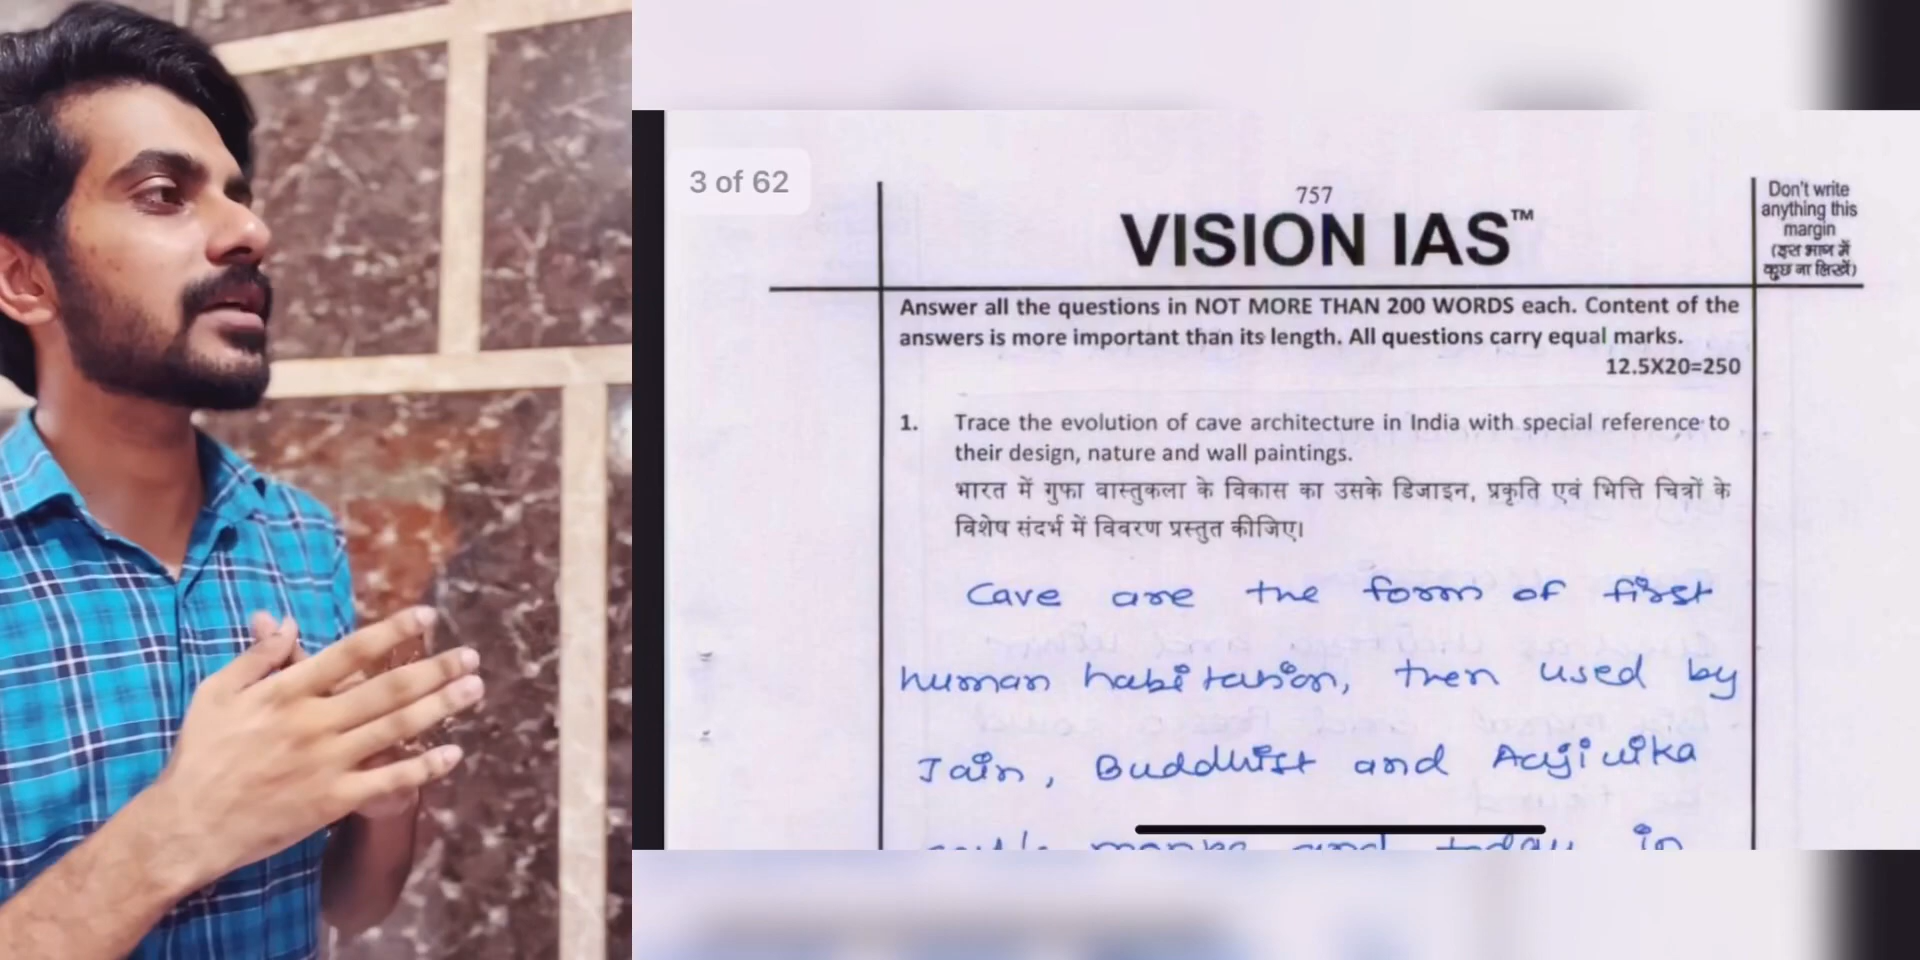 3 of 62
757
VISION IAS™
Don't write
anything this
margin
(इस भाग में
कुछ ना लिखें)
Answer all the questions in NOT MORE THAN 200 WORDS each. Content of the
answers is more important than its length. All questions carry equal marks.
12.5X20=250
1. Trace the evolution of cave architecture in India with special reference to
their design, nature and wall paintings.
भारत में गुफा वास्तुकला के विकास का उसके डिजाइन, प्रकृति एवं भित्ति चित्रों के
विशेष संदर्भ में विवरण प्रस्तुत कीजिए।
Cave are the form of first
human habitation, then used by
Jain, Buddhist and Aajivika
monks and today in